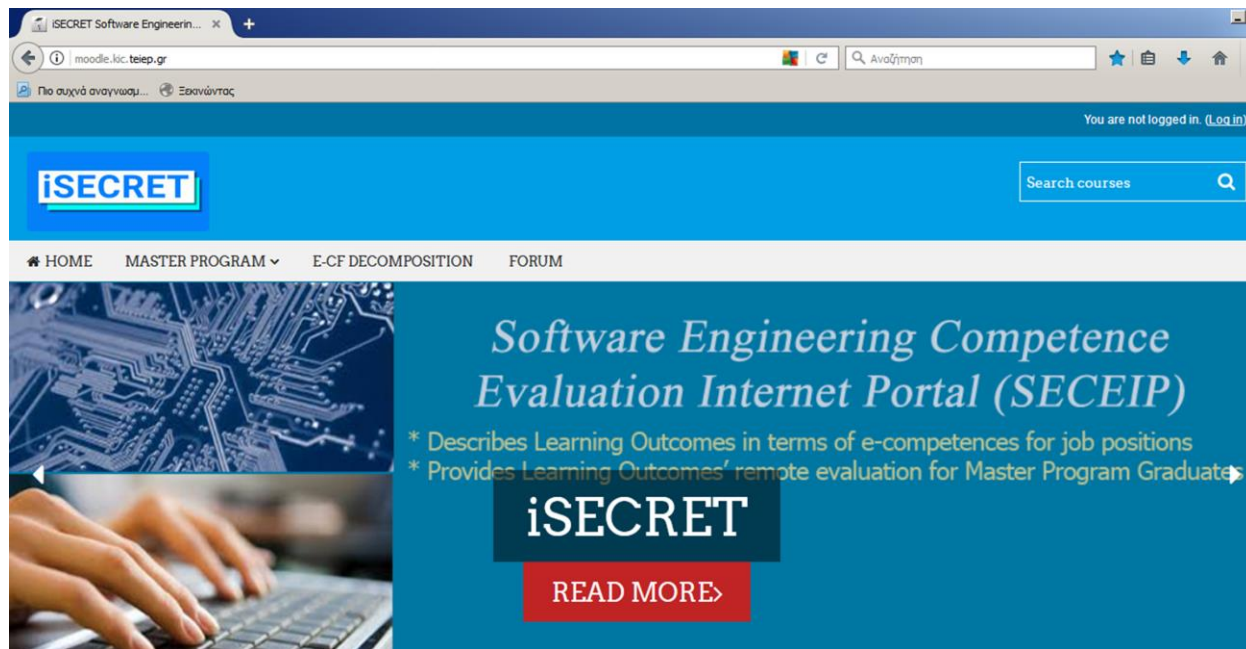 iSECRET Software Engineerin...
moodle.kic.teiep.gr
Αναζήτηση
Πιο συχνά αναγνωσμ... Ξεκινώντας
You are not logged in. (Log in)
iSECRET
Search courses
HOME MASTER PROGRAM E-CF DECOMPOSITION FORUM
Software Engineering Competence
Evaluation Internet Portal (SECEIP)
* Describes Learning Outcomes in terms of e-competences for job positions
* Provides Learning Outcomes' remote evaluation for Master Program Graduates
iSECRET
READ MORE>